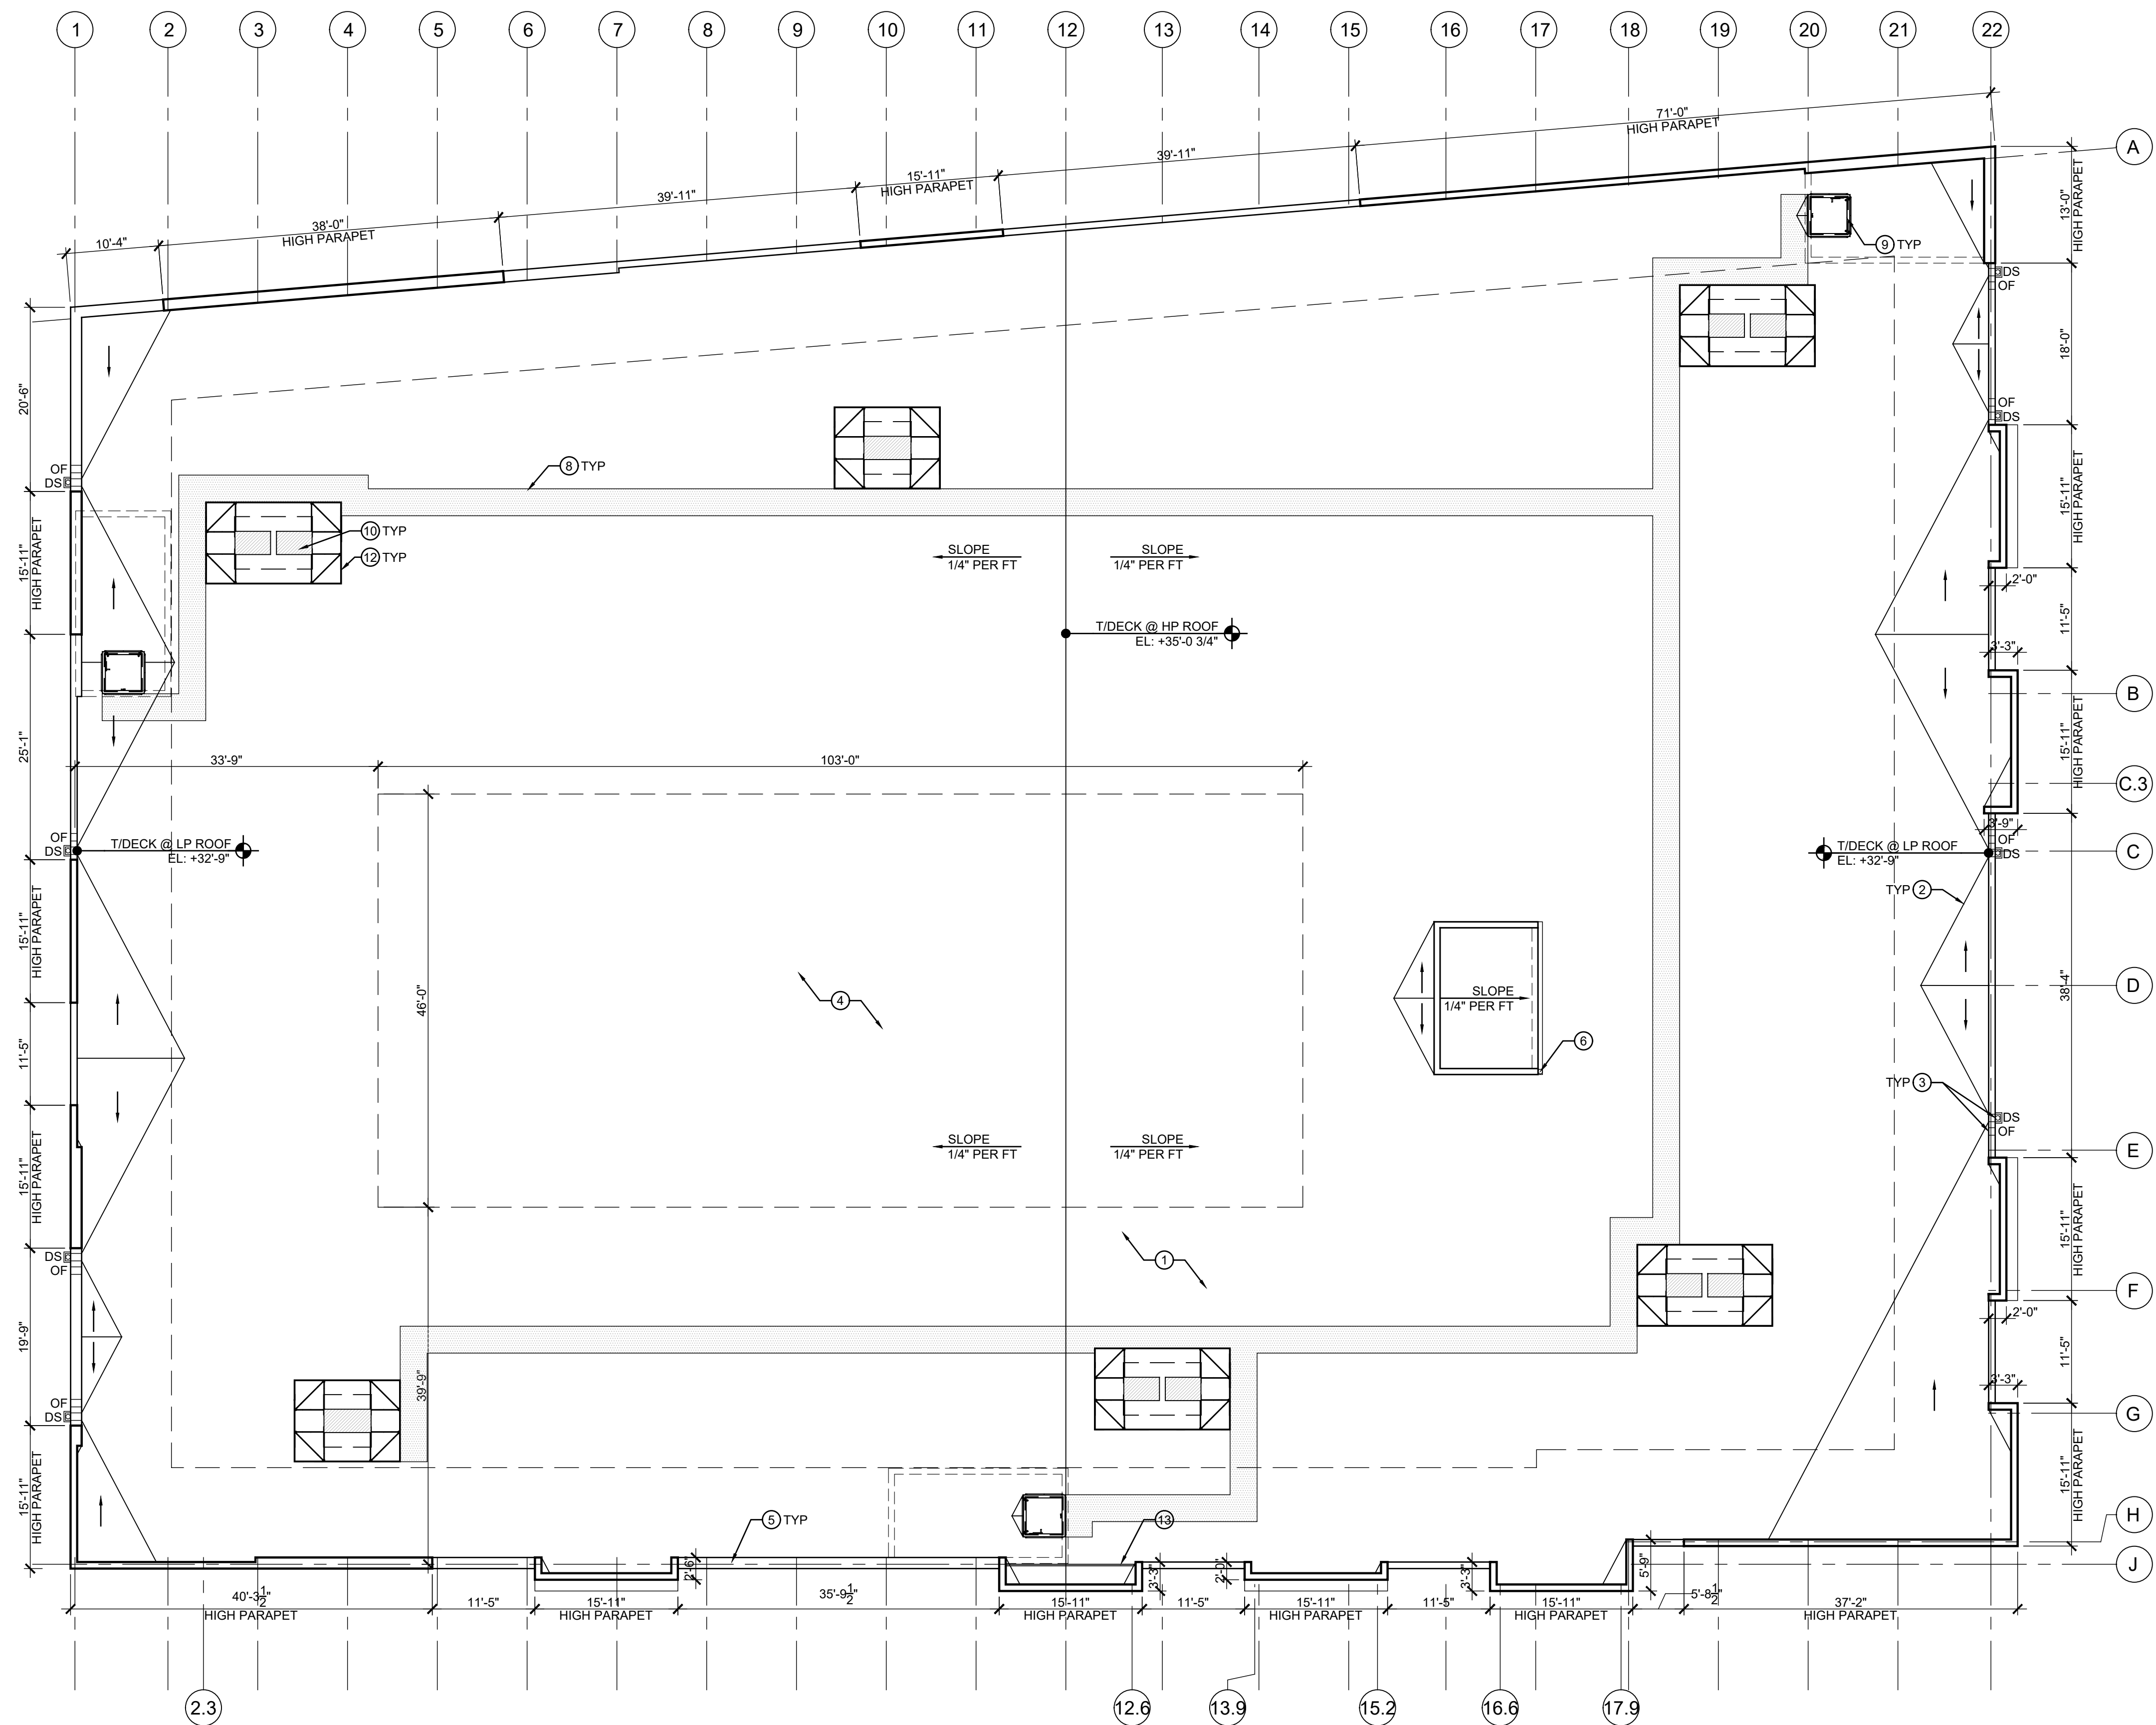 1
2
3
4
5
6
7
8
9
10
11
12
13
14
15
16
17
18
19
20
21
22
71'-0"
HIGH PARAPET
39'-11"
15'-11"
HIGH PARAPET
39'-11"
38'-0"
HIGH PARAPET
10'-4"
A
13'-0"
HIGH PARAPET
9 TYP
DS
OF
18'-0"
20'-6"
OF
DS
OF
DS
8 TYP
15'-11"
HIGH PARAPET
15'-11"
HIGH PARAPET
10 TYP
12 TYP
SLOPE
1/4" PER FT
SLOPE
1/4" PER FT
2'-0"
11'-5"
T/DECK @ HP ROOF
EL: +35'-0 3/4"
3'-3"
B
15'-11"
HIGH PARAPET
25'-1"
33'-9"
103'-0"
C.3
3'-9"
OF
DS
T/DECK @ LP ROOF
EL: +32'-9"
T/DECK @ LP ROOF
EL: +32'-9"
OF
DS
C
TYP 2
15'-11"
HIGH PARAPET
46'-0"
4
SLOPE
1/4" PER FT
38'-4"
D
6
11'-5"
TYP 3
DS
OF
SLOPE
1/4" PER FT
SLOPE
1/4" PER FT
E
15'-11"
HIGH PARAPET
15'-11"
HIGH PARAPET
DS
OF
1
F
2'-0"
19'-9"
11'-5"
39'-9"
3'-3"
OF
DS
G
15'-11"
HIGH PARAPET
15'-11"
HIGH PARAPET
5 TYP
13
H
J
2'-6"
3'-3"
2'-0"
3'-3"
5'-9"
40'-3 1/2"
HIGH PARAPET
11'-5"
15'-11"
HIGH PARAPET
35'-9 1/2"
15'-11"
HIGH PARAPET
11'-5"
15'-11"
HIGH PARAPET
11'-5"
15'-11"
HIGH PARAPET
5'-8 1/2"
37'-2"
HIGH PARAPET
2.3
12.6
13.9
15.2
16.6
17.9